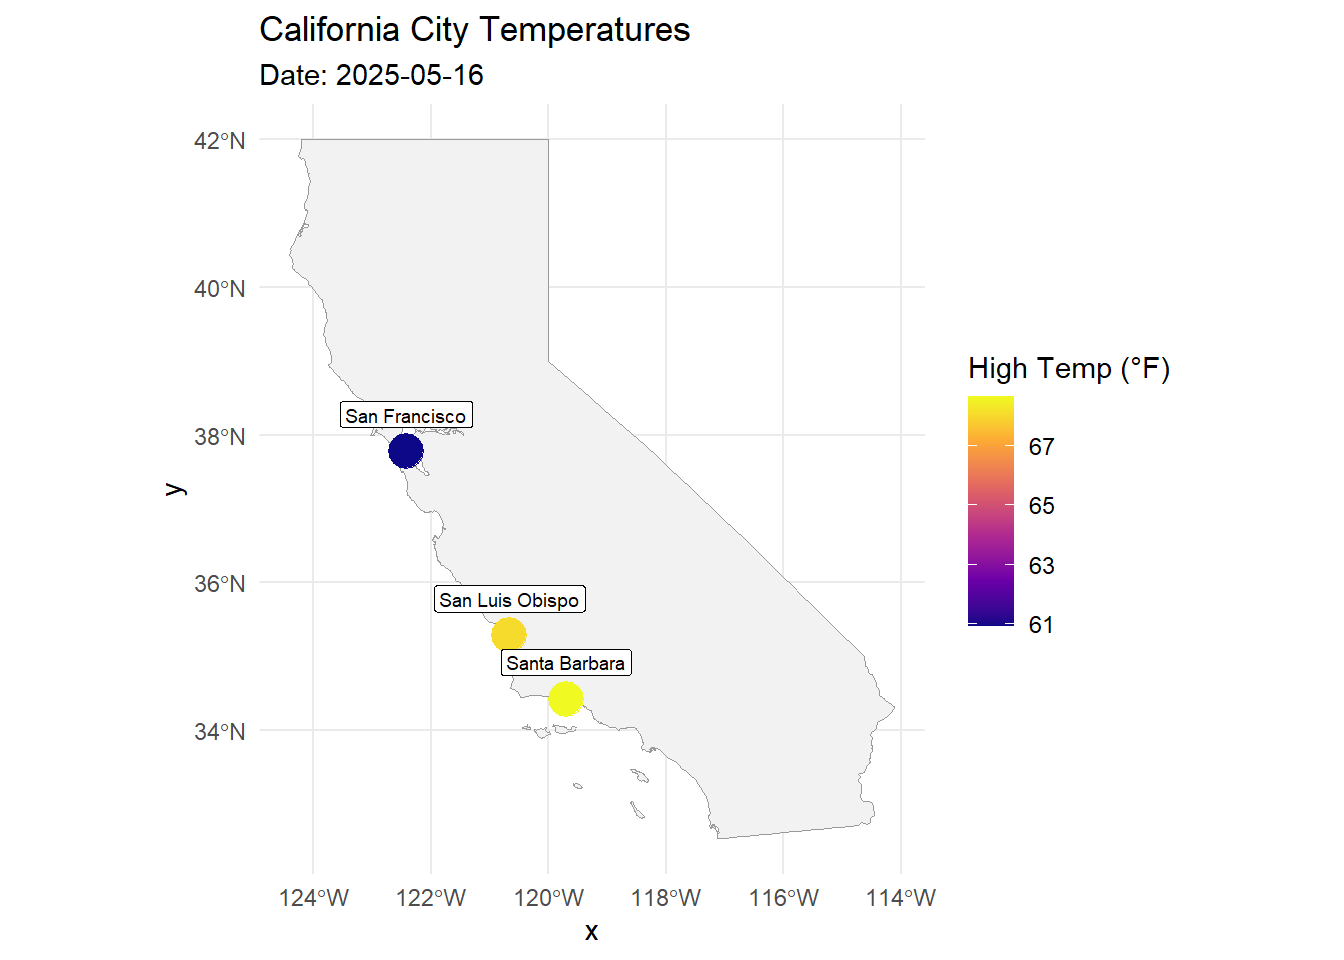 California City Temperatures
Date: 2025-05-16
42°N
40°N
38°N
36°N
34°N
y
San Francisco
San Luis Obispo
Santa Barbara
124°W 122°W 120°W 118°W 116°W 114°W
x
High Temp (°F)
67
65
63
61